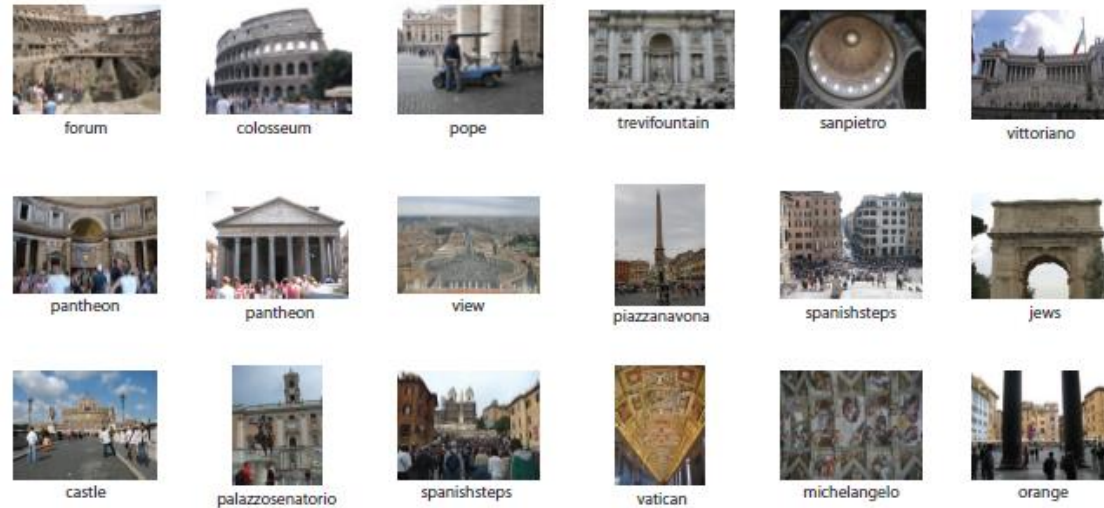 forum
colosseum
pope
trevifountain
sanpietro
vittoriano
pantheon
pantheon
view
piazzanavona
spanishsteps
jews
castle
palazzosenatorio
spanishsteps
vatican
michelangelo
orange